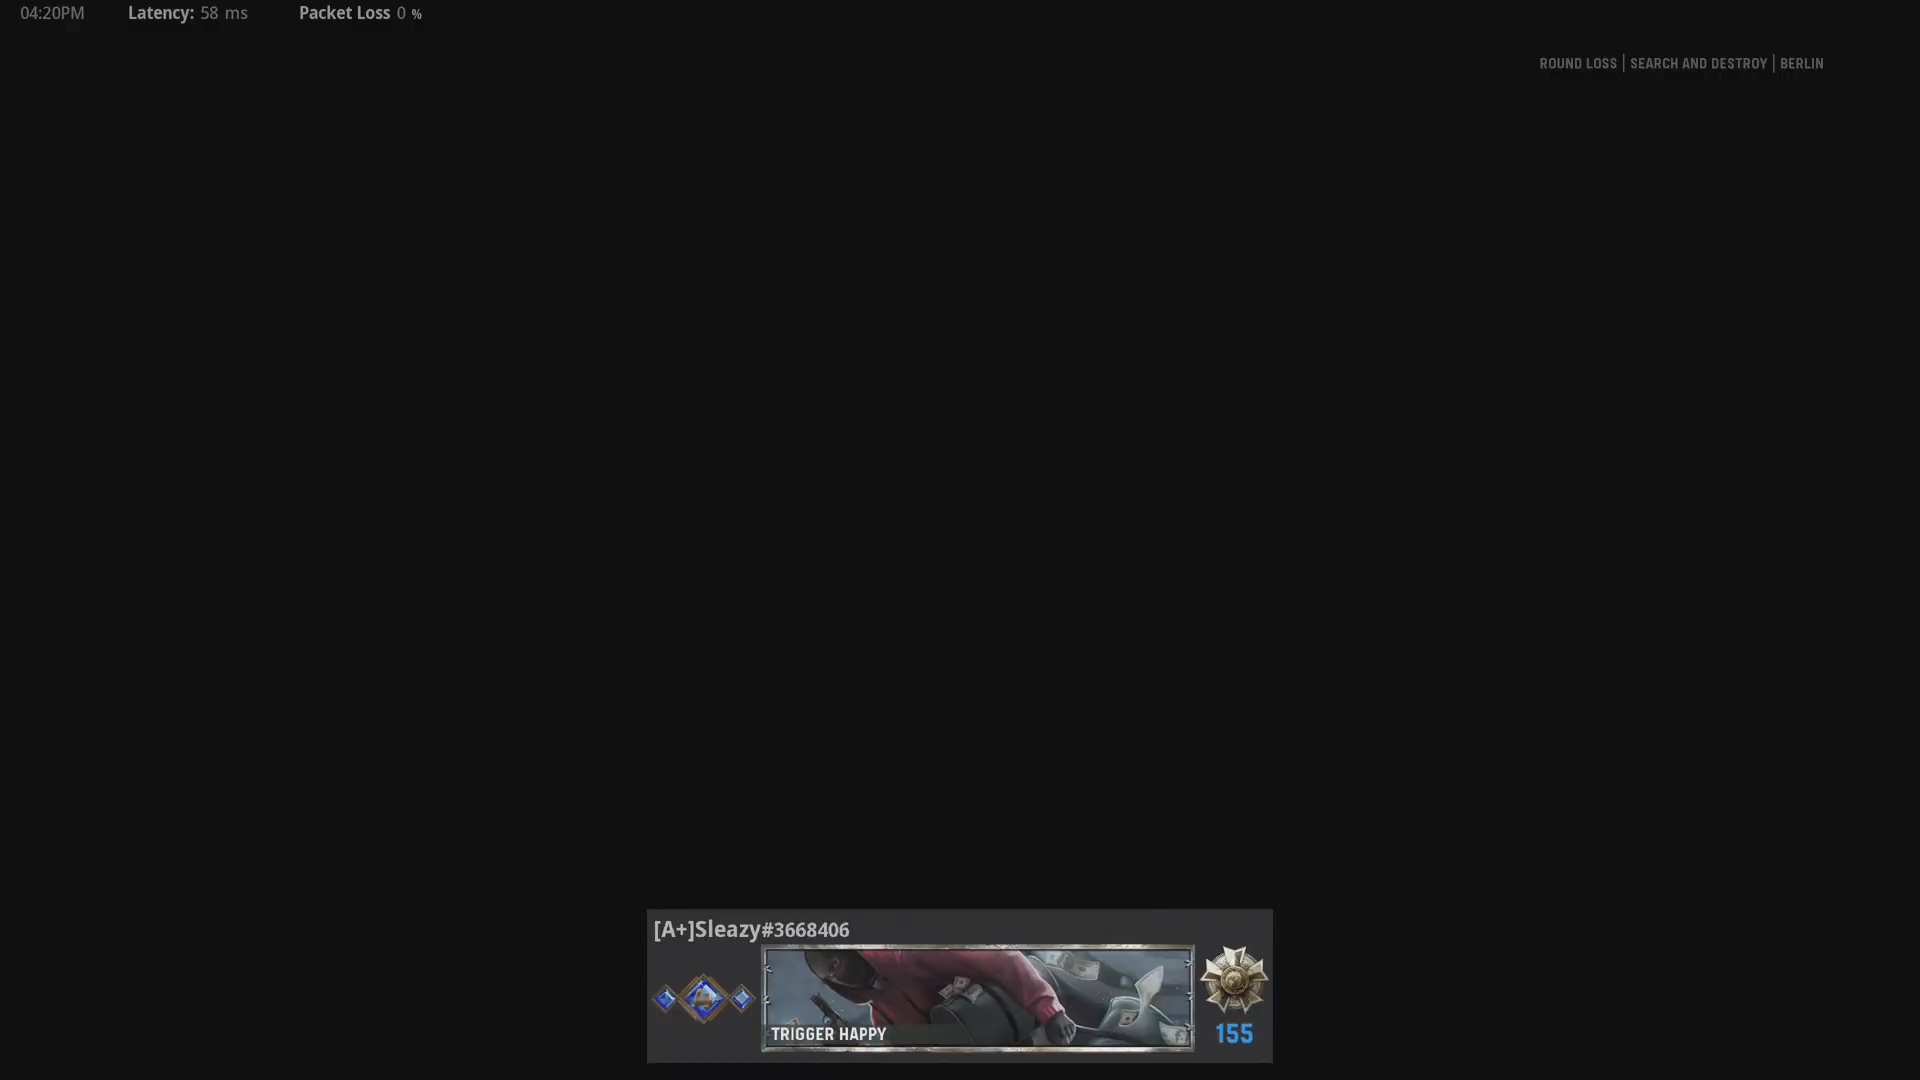 04:20PM Latency: 58 ms Packet Loss 0 %
ROUND LOSS | SEARCH AND DESTROY | BERLIN
[A+]Sleazy#3668406
TRIGGER HAPPY
155